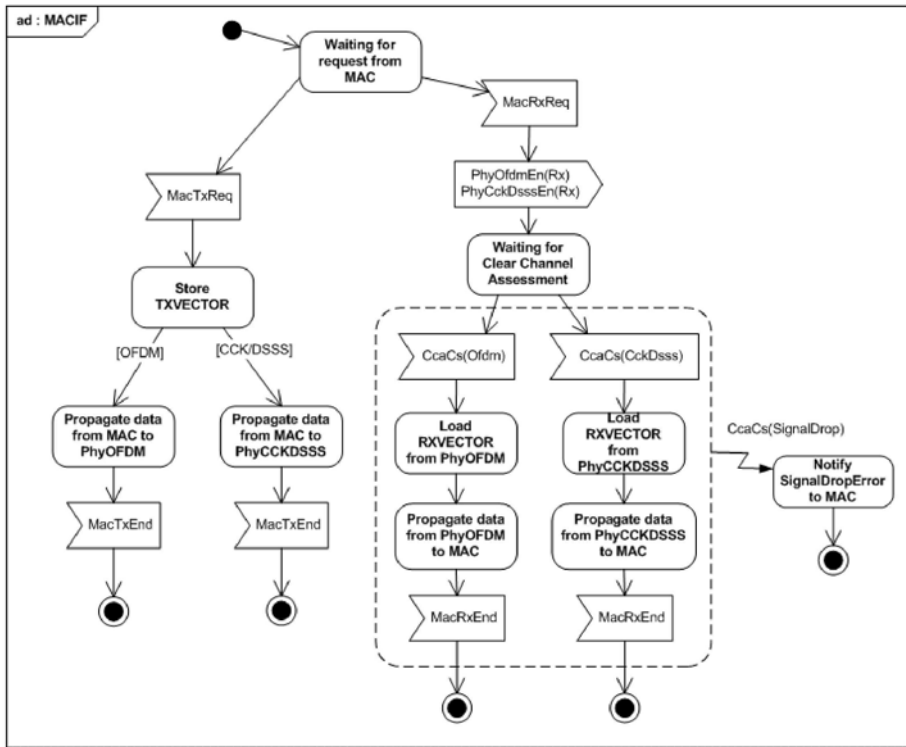 ad : MACIF
Waiting for
request from
MAC
MacRxReq
MacTxReq
PhyOfdmEn(Rx)
PhyCckDsssEn(Rx)
Waiting for
Clear Channel
Assessment
Store
TXVECTOR
[OFDM]
[CCK/DSSS]
CcaCs(Ofdm)
CcaCs(CckDsss)
Propagate data
from MAC to
PhyOFDM
Propagate data
from MAC to
PhyCCKDSSS
Load
RXVECTOR
from PhyOFDM
Load
RXVECTOR
from
PhyCCKDSSS
CcaCs(SignalDrop)
Notify
SignalDropError
to MAC
MacTxEnd
MacTxEnd
Propagate data
from PhyOFDM
to MAC
Propagate data
from PhyCCKDSSS
to MAC
MacRxEnd
MacRxEnd